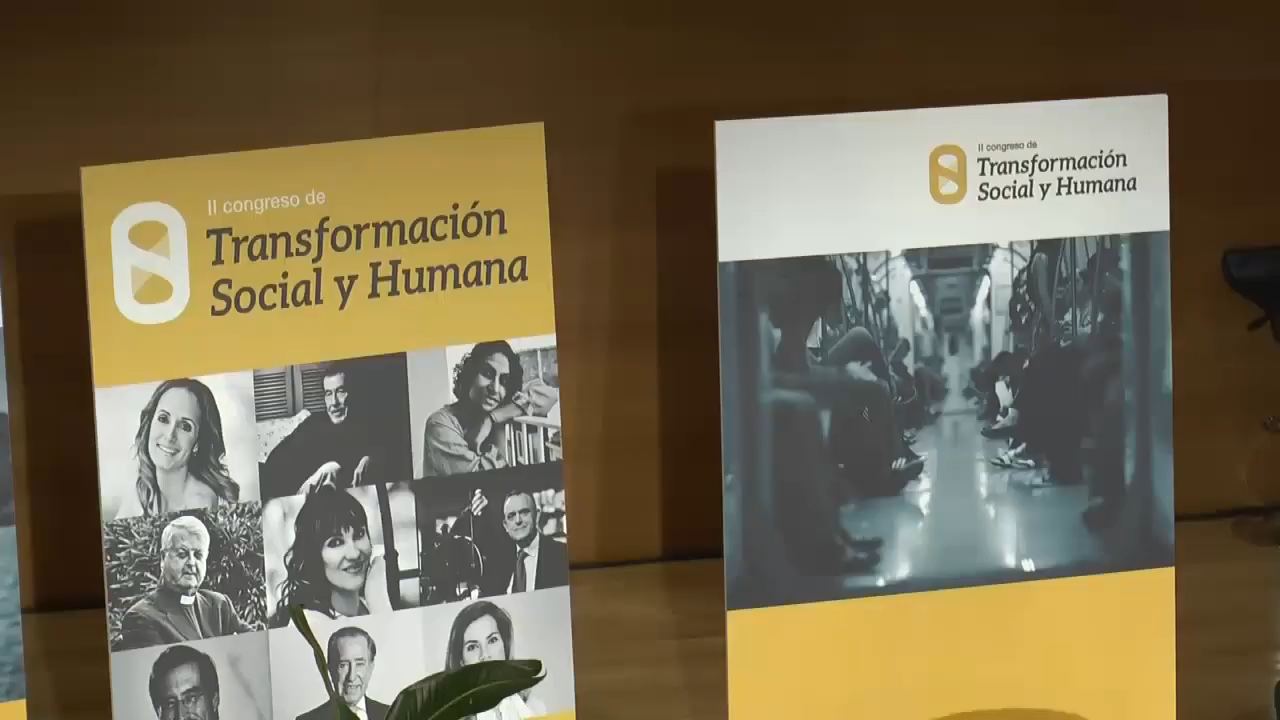 II congreso de
Transformación
Social y Humana
II congreso de
Transformación
Social y Humana